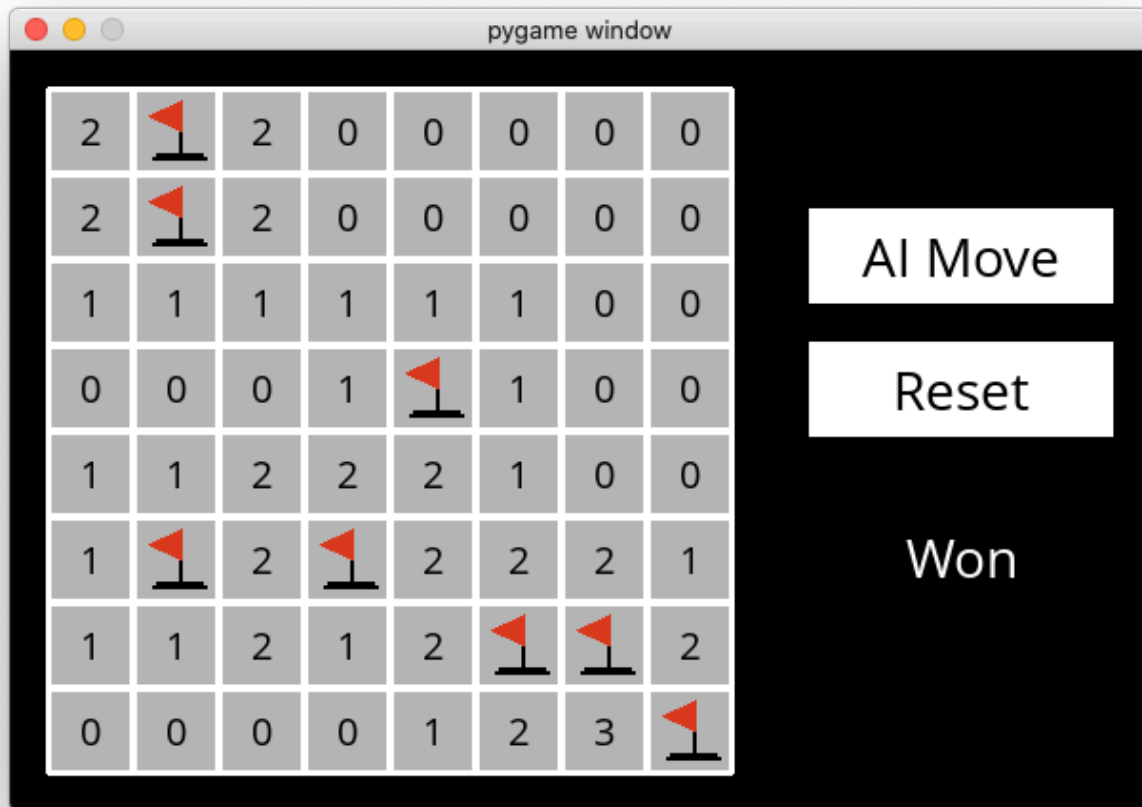 pygame window
2 2 0 0 0 0 0
2 2 0 0 0 0 0
1 1 1 1 1 1 0 0
0 0 0 1 1 0 0
1 1 2 2 2 1 0 0
1 2 2 2 2 1
1 1 2 1 2 2
0 0 0 0 1 2 3
AI Move
Reset
Won